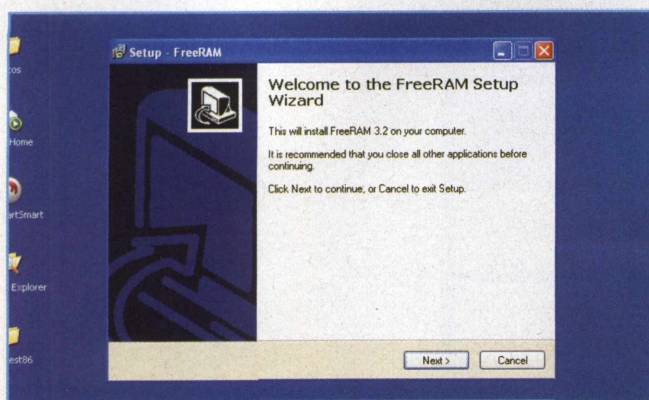 Setup - FreeRAM
Welcome to the FreeRAM Setup
Wizard
This will install FreeRAM 3.2 on your computer.
It is recommended that you close all other applications before
continuing.
Click Next to continue, or Cancel to exit Setup.
Next >
Cancel
Home
Explorer